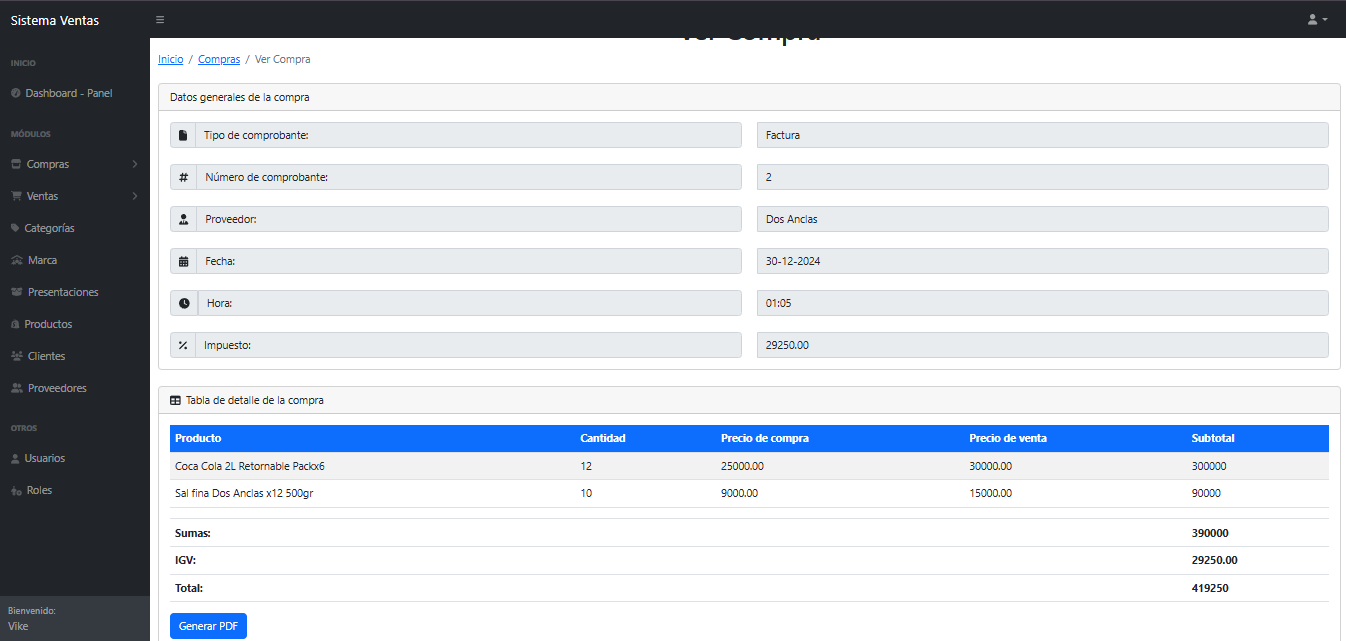 Sistema Ventas
Ver Compra
INICIO
Dashboard - Panel
MÓDULOS
Compras
Ventas
Categorías
Marca
Presentaciones
Productos
Clientes
Proveedores
OTROS
Usuarios
Roles
Bienvenido:
Vike
Inicio / Compras / Ver Compra
Datos generales de la compra
Tipo de comprobante: Factura
Número de comprobante: 2
Proveedor: Dos Anclas
Fecha: 30-12-2024
Hora: 01:05
Impuesto: 29250.00
Tabla de detalle de la compra
Producto Cantidad Precio de compra Precio de venta Subtotal
Coca Cola 2L Retornable Packx6 12 25000.00 30000.00 300000
Sal fina Dos Anclas x12 500gr 10 9000.00 15000.00 90000
Sumas: 390000
IGV: 29250.00
Total: 419250
Generar PDF